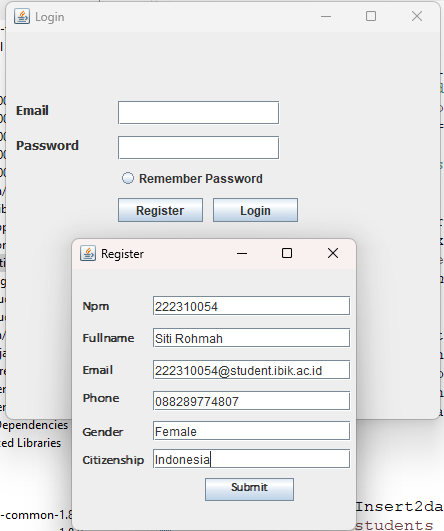 Login
Email
Password
Remember Password
Register Login
Register
Npm 222310054
Fullname Siti Rohmah
Email 222310054@student.ibik.ac.id
Phone 088289774807
Gender Female
Citizenship Indonesia
Submit
Dependencies
ed Libraries
-common-1.8
Insert2da
students